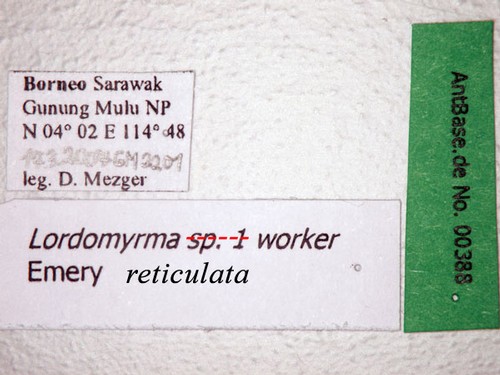 Borneo Sarawak
Gunung Mulu NP
N 04° 02 E 114° 48
leg. D. Mezger
Lordomyrma sp. 1 worker
Emery reticulata
AntBase.de No. 00388